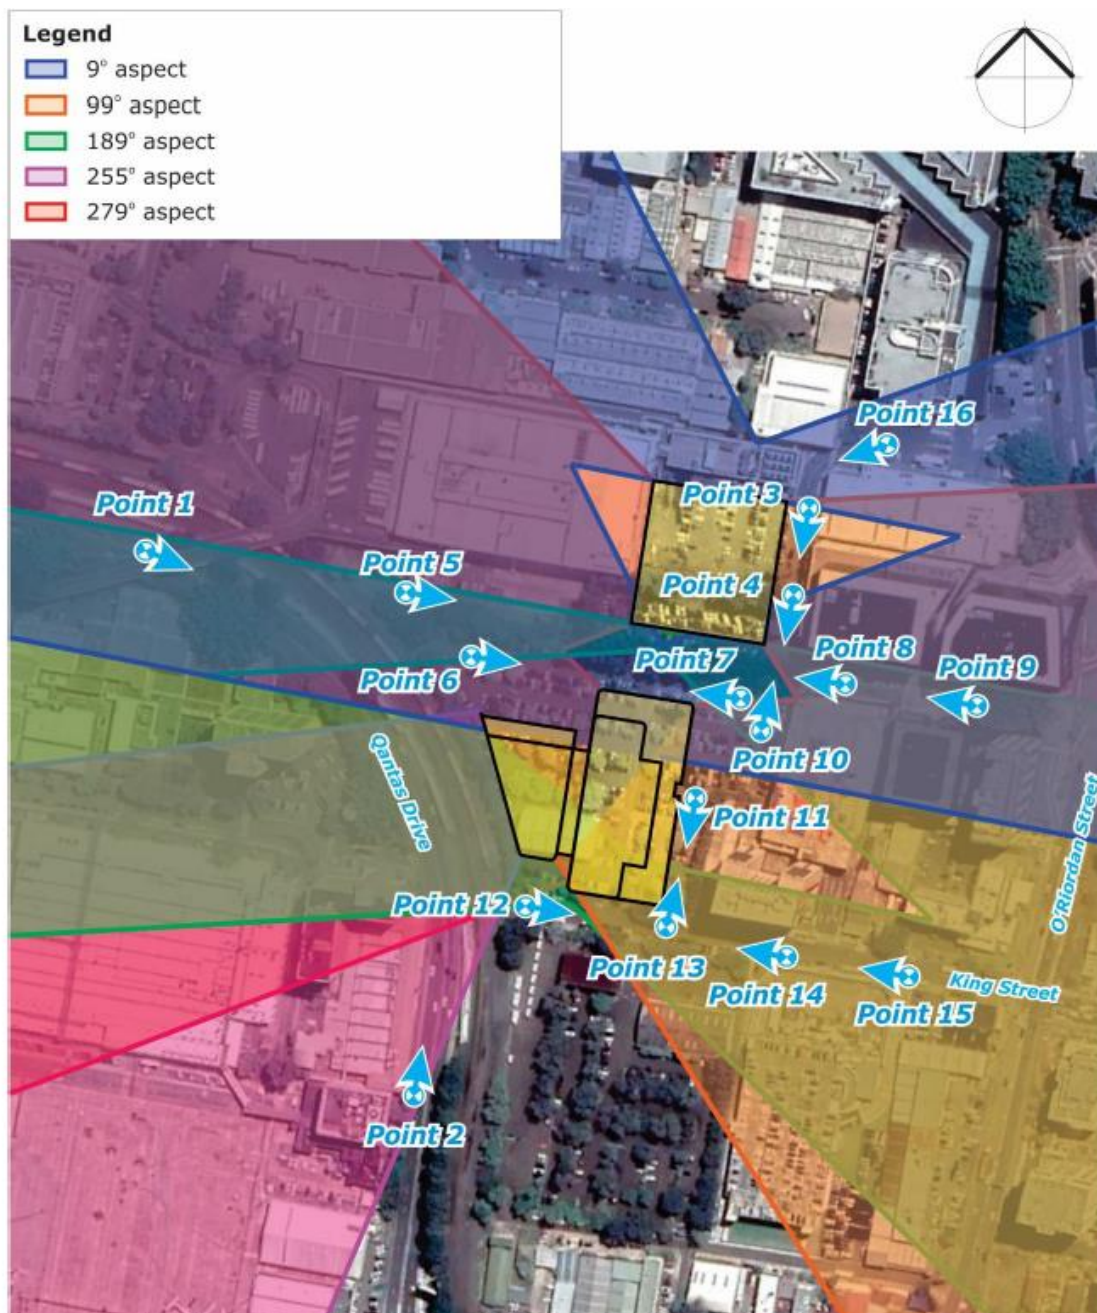 Legend
9° aspect
99° aspect
189° aspect
255° aspect
279° aspect
Point 16
Point 3
Point 1
Point 5
Point 4
Point 7
Point 8
Point 6
Point 9
Point 10
Qantas Drive
Point 11
O'Riordan Street
Point 12
Point 13
Point 14
King Street
Point 15
Point 2